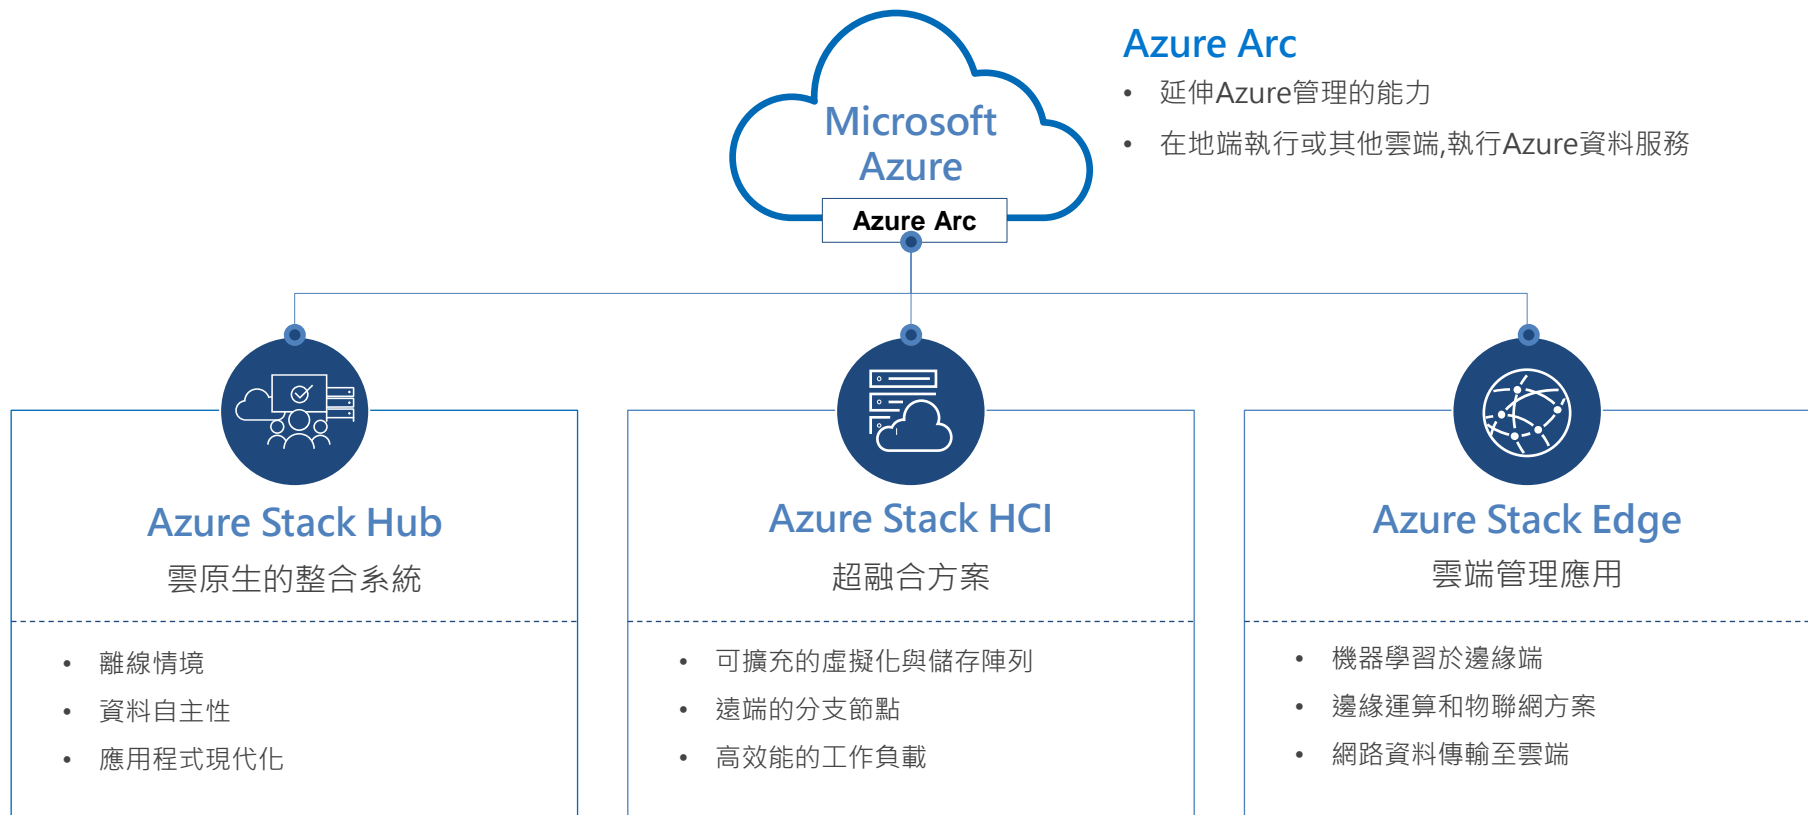 Microsoft
Azure
Azure Arc
Azure Arc
• 延伸Azure管理的能力
• 在地端執行或其他雲端,執行Azure資料服務
Azure Stack Hub
雲原生的整合系統
• 離線情境
• 資料自主性
• 應用程式現代化
Azure Stack HCI
超融合方案
• 可擴充的虛擬化與儲存陣列
• 遠端的分支節點
• 高效能的工作負載
Azure Stack Edge
雲端管理應用
• 機器學習於邊緣端
• 邊緣運算和物聯網方案
• 網路資料傳輸至雲端